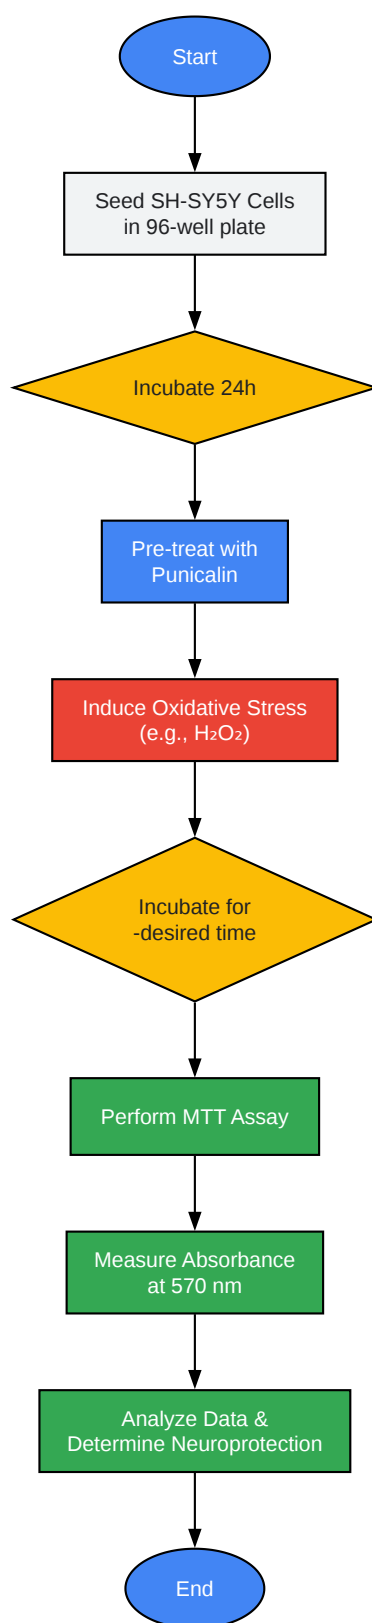 Start
Seed SH-SY5Y Cells
in 96-well plate
Incubate 24h
Pre-treat with
Punicalin
Induce Oxidative Stress
(e.g., H₂O₂)
Incubate for
-desired time
Perform MTT Assay
Measure Absorbance
at 570 nm
Analyze Data &
Determine Neuroprotection
End